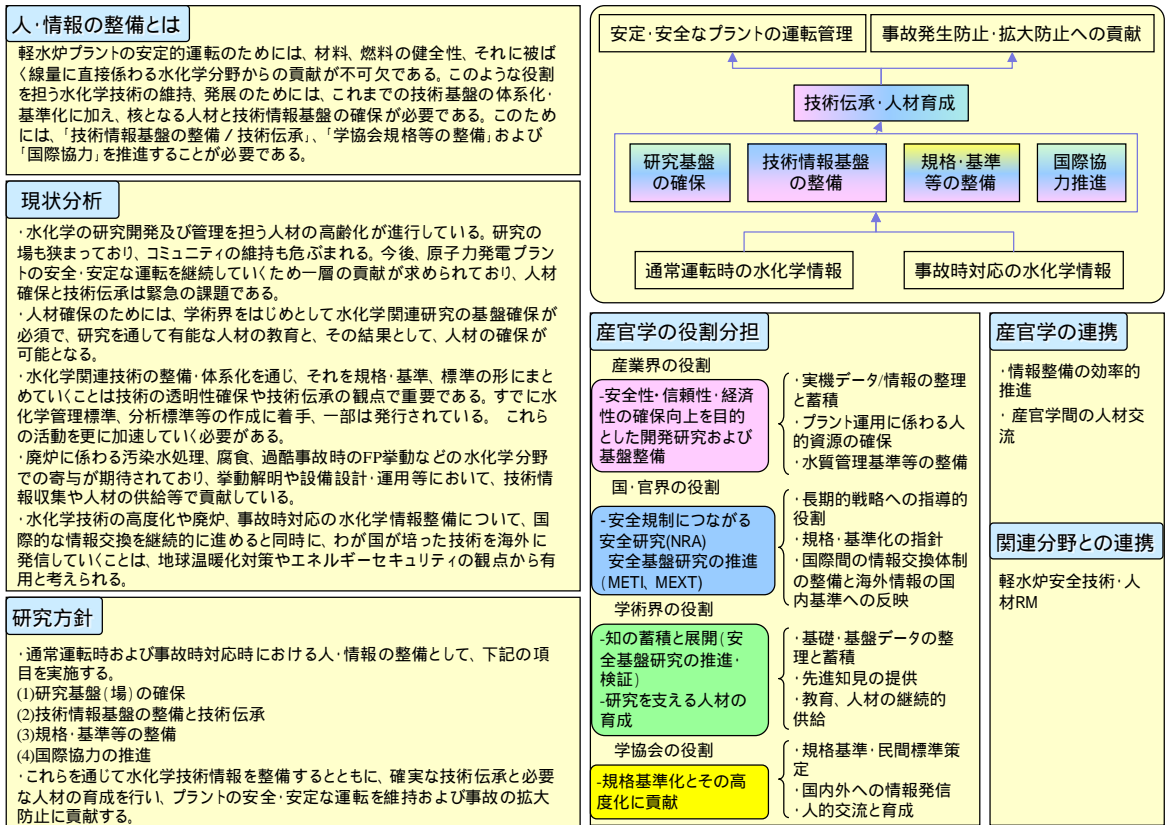 人･情報の整備とは
軽水炉プラントの安定的運転のためには、材料、燃料の健全性、それに被ば
く線量に直接係わる水化学分野からの貢献が不可欠である。このような役割
を担う水化学技術の維持、発展のためには、これまでの技術基盤の体系化･
基準化に加え、核となる人材と技術情報基盤の確保が必要である。このため
には、｢技術情報基盤の整備/技術伝承｣、｢学協会規格等の整備｣および
｢国際協力｣を推進することが必要である。
現状分析
･水化学の研究開発及び管理を担う人材の高齢化が進行している。研究の
場も狭まっており、コミュニティの維持も危ぶまれる。今後、原子力発電プラン
トの安全･安定な運転を継続していくため一層の貢献が求められており、人材
確保と技術伝承は緊急の課題である。
･人材確保のためには、学術界をはじめとして水化学関連研究の基盤確保が
必須で、研究を通して有能な人材の教育と、その結果として、人材の確保が
可能となる。
･水化学関連技術の整備･体系化を通じ、それを規格･基準、標準の形にまと
めていくことは技術の透明性確保や技術伝承の観点で重要である。すでに水
化学管理標準、分析標準等の作成に着手、一部は発行されている。 これら
の活動を更に加速していく必要がある。
･廃炉に係わる汚染水処理、腐食、過酷事故時のFP挙動などの水化学分野
での寄与が期待されており、挙動解明や設備設計･運用等において、技術情
報収集や人材の供給等で貢献している。
･水化学技術の高度化や廃炉、事故時対応の水化学情報整備について、国
際的な情報交換を継続的に進めると同時に、わが国が培った技術を海外に
発信していくことは、地球温暖化対策やエネルギーセキュリティの観点から有
用と考えられる。
研究方針
･通常運転時および事故時対応時における人･情報の整備として、下記の項
目を実施する。
(1)研究基盤(場)の確保
(2)技術情報基盤の整備と技術伝承
(3)規格･基準等の整備
(4)国際協力の推進
･これらを通じて水化学技術情報を整備するとともに、確実な技術伝承と必要
な人材の育成を行い、プラントの安全･安定な運転を維持および事故の拡大
防止に貢献する。
安定･安全なプラントの運転管理
事故発生防止･拡大防止への貢献
技術伝承･人材育成
研究基盤
の確保
技術情報基盤
の整備
規格･基準
等の整備
国際協
力推進
通常運転時の水化学情報
事故時対応の水化学情報
産官学の役割分担
産業界の役割
-安全性･信頼性･経済
性の確保向上を目的
とした開発研究および
基盤整備
･実機データ/情報の整理
と蓄積
･プラント運用に係わる人
的資源の確保
･水質管理基準等の整備
国･官界の役割
-安全規制につながる
安全研究(NRA)
安全基盤研究の推進
(METI、MEXT)
･長期的戦略への指導的
役割
･規格･基準化の指針
･国際間の情報交換体制
の整備と海外情報の国
内基準への反映
学術界の役割
-知の蓄積と展開(安
全基盤研究の推進･
検証)
-研究を支える人材の
育成
･基礎･基盤データの整
理と蓄積
･先進知見の提供
･教育、人材の継続的
供給
学協会の役割
-規格基準化とその高
度化に貢献
･規格基準･民間標準策
定
･国内外への情報発信
･人的交流と育成
産官学の連携
･情報整備の効率的
推進
･ 産官学間の人材交
流
関連分野との連携
軽水炉安全技術･人
材RM